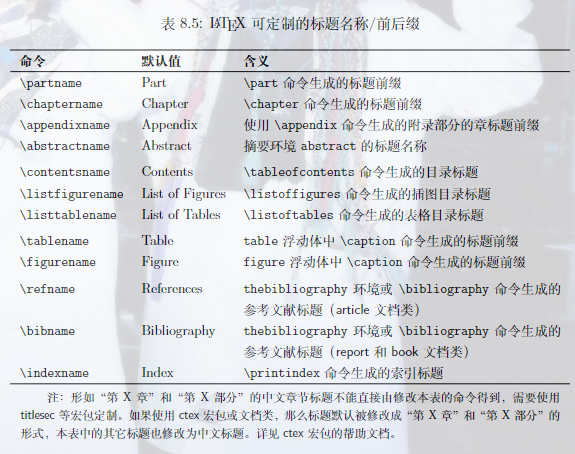 表 8.5: LATEX 可定制的标题名称/前后缀
命令 默认值 含义
\partname Part \part 命令生成的标题前缀
\chaptername Chapter \chapter 命令生成的标题前缀
\appendixname Appendix 使用 \appendix 命令生成的附录部分的章标题前缀
\abstractname Abstract 摘要环境 abstract 的标题名称
\contentsname Contents \tableofcontents 命令生成的目录标题
\listfigurename List of Figures \listoffigures 命令生成的插图目录标题
\listtablename List of Tables \listoftables 命令生成的表格目录标题
\tablename Table table 浮动体中 \caption 命令生成的标题前缀
\figurename Figure figure 浮动体中 \caption 命令生成的标题前缀
\refname References thebibliography 环境或 \bibliography 命令生成的
参考文献标题（article 文档类）
\bibname Bibliography thebibliography 环境或 \bibliography 命令生成的
参考文献标题（report 和 book 文档类）
\indexname Index \printindex 命令生成的索引标题
注：形如“第 X 章”和“第 X 部分”的中文章节标题不能直接由修改本表的命令得到，需要使用
titlesec 等宏包定制。如果使用 ctex 宏包或文档类，那么标题默认被修改成“第 X 章”和“第 X 部分”的
形式，本表中的其它标题也修改为中文标题。详见 ctex 宏包的帮助文档。